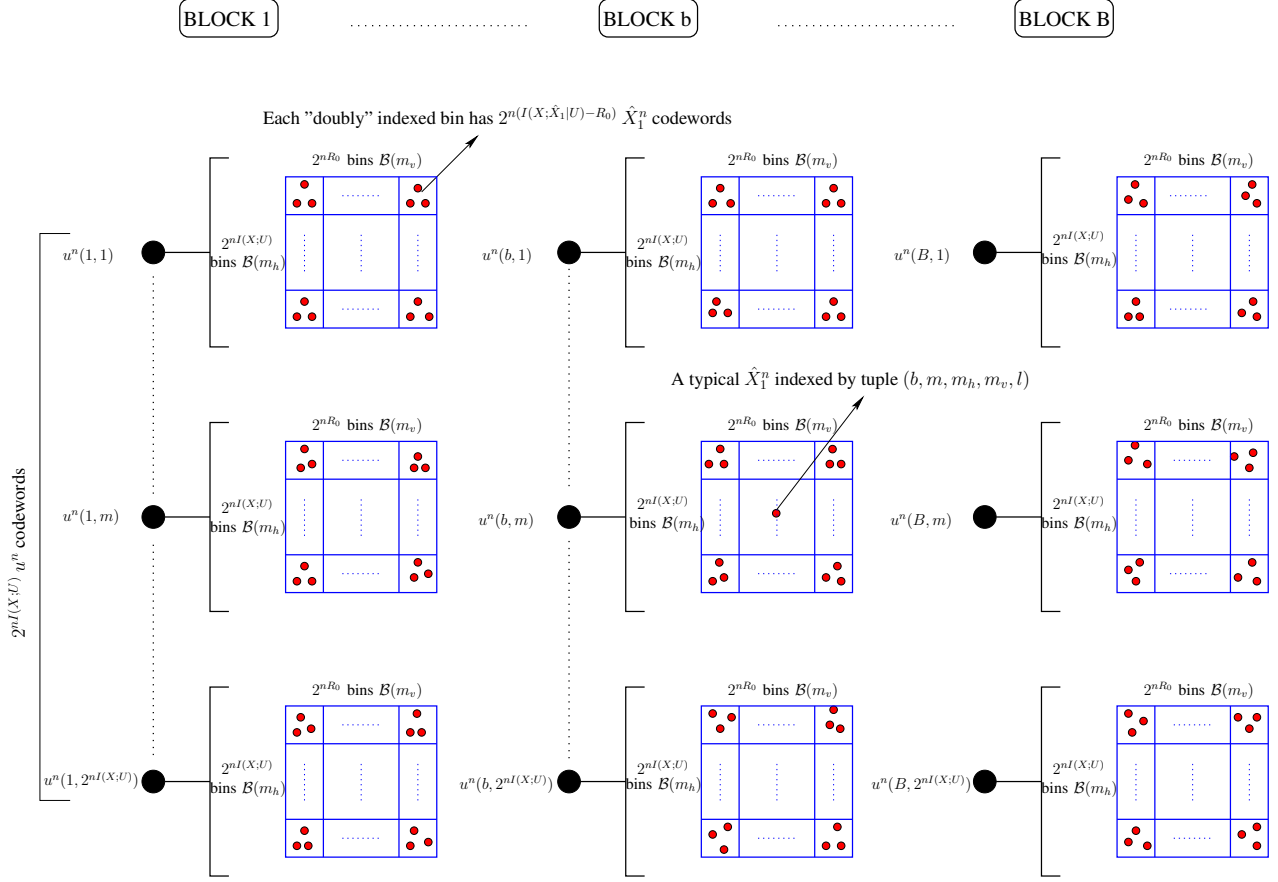 BLOCK 1 ........................ BLOCK b ........................ BLOCK B
Each "doubly" indexed bin has $2^{n(I(X;\hat{X}_1|U)-R_0)}$ $\hat{X}_1^n$ codewords
$2^{nR_0}$ bins $\mathcal{B}(m_v)$
$2^{nR_0}$ bins $\mathcal{B}(m_v)$
$2^{nR_0}$ bins $\mathcal{B}(m_v)$
$u^n(1,1)$
$2^{nI(X;U)}$
bins $\mathcal{B}(m_h)$
$u^n(b,1)$
$2^{nI(X;U)}$
bins $\mathcal{B}(m_h)$
$u^n(B,1)$
$2^{nI(X;U)}$
bins $\mathcal{B}(m_h)$
A typical $\hat{X}_1^n$ indexed by tuple $(b, m, m_h, m_v, l)$
$2^{nR_0}$ bins $\mathcal{B}(m_v)$
$2^{nR_0}$ bins $\mathcal{B}(m_v)$
$2^{nR_0}$ bins $\mathcal{B}(m_v)$
$2^{nI(X;U)}$ $u^n$ codewords
$u^n(1,m)$
$2^{nI(X;U)}$
bins $\mathcal{B}(m_h)$
$u^n(b,m)$
$2^{nI(X;U)}$
bins $\mathcal{B}(m_h)$
$u^n(B,m)$
$2^{nI(X;U)}$
bins $\mathcal{B}(m_h)$
$2^{nR_0}$ bins $\mathcal{B}(m_v)$
$2^{nR_0}$ bins $\mathcal{B}(m_v)$
$2^{nR_0}$ bins $\mathcal{B}(m_v)$
$u^n(1,2^{nI(X;U)})$
$2^{nI(X;U)}$
bins $\mathcal{B}(m_h)$
$u^n(b,2^{nI(X;U)})$
$2^{nI(X;U)}$
bins $\mathcal{B}(m_h)$
$u^n(B,2^{nI(X;U)})$
$2^{nI(X;U)}$
bins $\mathcal{B}(m_h)$